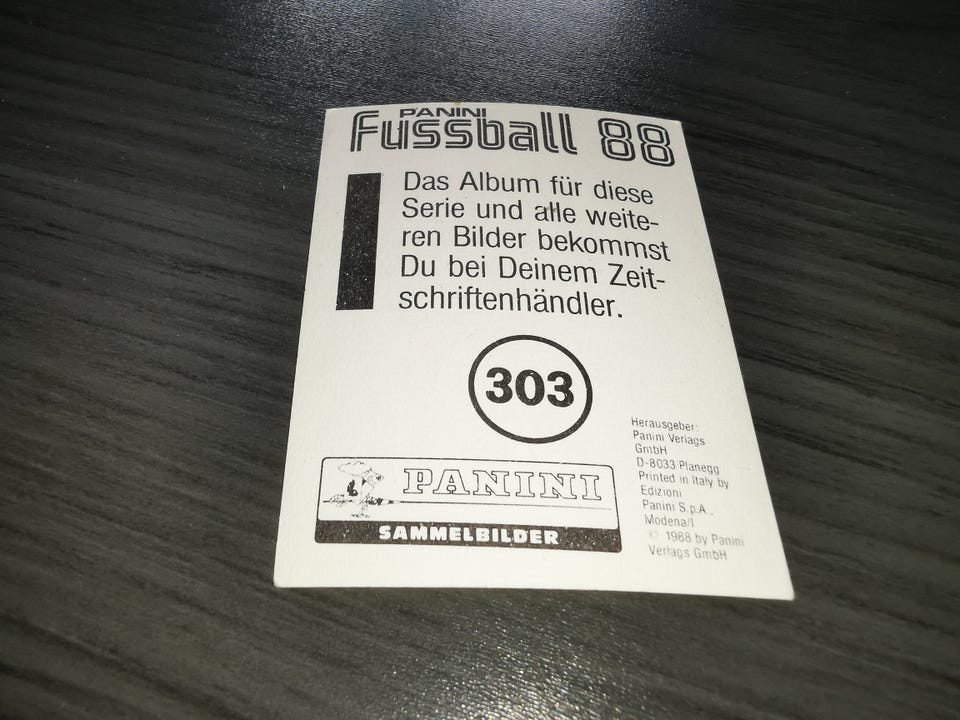 PANINI
Fussball 88
Das Album für diese
Serie und alle weite-
ren Bilder bekommst
Du bei Deinem Zeit-
schriftenhändler.
303
Herausgeber:
Panini Verlags
GmbH
D-8033 Planegg
Printed in Italy by
Edizioni
Panini S.p.A.
Modena/I
© 1988 by Panini
Verlags GmbH
PANINI
SAMMELBILDER